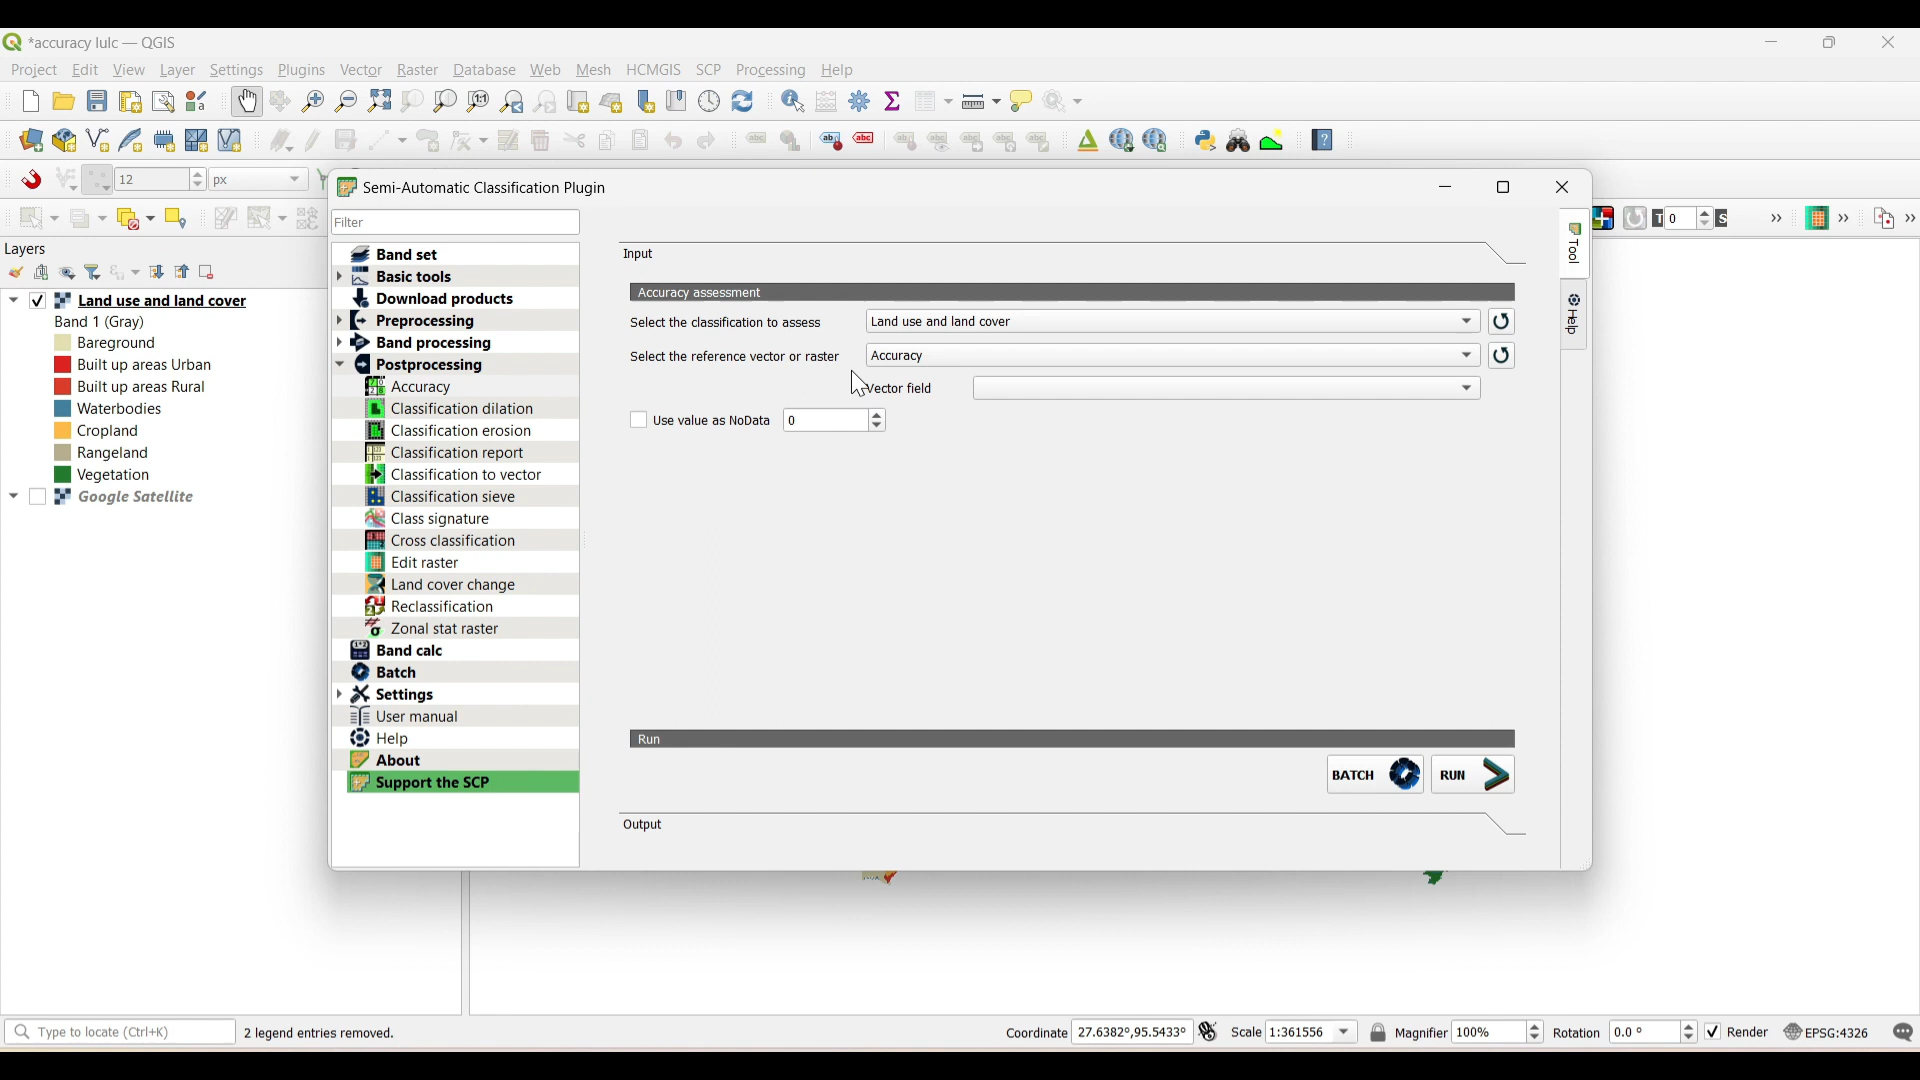 *accuracy lulc — QGIS
Project Edit View Layer Settings Plugins Vector Raster Database Web Mesh HCMGIS SCP Processing Help
12 px
Semi-Automatic Classification Plugin
T 0 S
Layers
Land use and land cover
Band 1 (Gray)
Bareground
Built up areas Urban
Built up areas Rural
Waterbodies
Cropland
Rangeland
Vegetation
Google Satellite
Filter
Band set
Basic tools
Download products
Preprocessing
Band processing
Postprocessing
Accuracy
Classification dilation
Classification erosion
Classification report
Classification to vector
Classification sieve
Class signature
Cross classification
Edit raster
Land cover change
Reclassification
Zonal stat raster
Band calc
Batch
Settings
User manual
Help
About
Support the SCP
Input
Accuracy assessment
Select the classification to assess Land use and land cover
Select the reference vector or raster Accuracy
Vector field
Use value as NoData 0
Run
BATCH RUN
Output
Tool
Help
Type to locate (Ctrl+K) 2 legend entries removed. Coordinate 27.6382°,95.5433° Scale 1:361556 Magnifier 100% Rotation 0.0 ° Render EPSG:4326